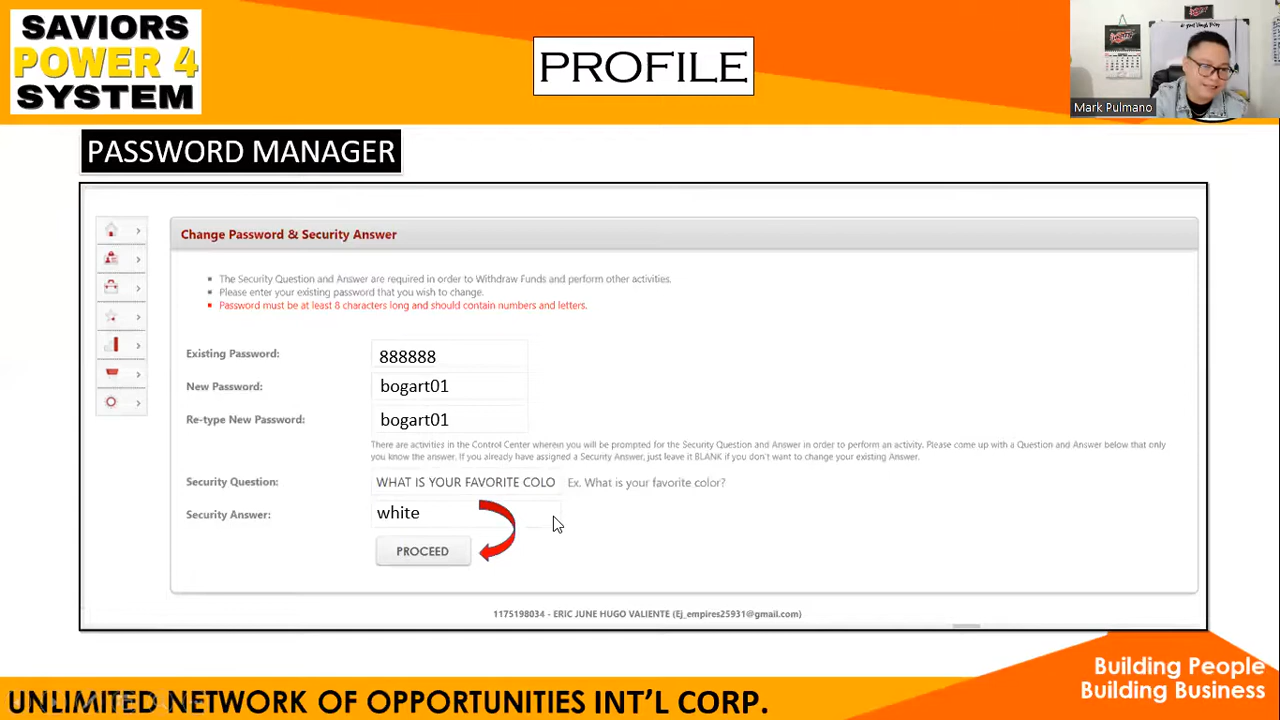 SAVIORS
POWER 4
SYSTEM
PROFILE
Mark Pulmano
PASSWORD MANAGER
Change Password & Security Answer
The Security Question and Answer are required in order to Withdraw Funds and perform other activities.
Please enter your existing password that you wish to change.
Password must be at least 8 characters long and should contain numbers and letters.
Existing Password: 888888
New Password: bogart01
Re-type New Password: bogart01
There are activities in the Control Center wherein you will be prompted for the Security Question and Answer in order to perform an activity. Please come up with a Question and Answer below that only
you know the answer. If you already have assigned a Security Answer, just leave it BLANK if you don't want to change your existing Answer.
Security Question: WHAT IS YOUR FAVORITE COLO Ex. What is your favorite color?
Security Answer: white
PROCEED
1175198034 - ERIC JUNE HUGO VALIENTE (Ej_empires25931@gmail.com)
Building People
Building Business
UNLIMITED NETWORK OF OPPORTUNITIES INT'L CORP.